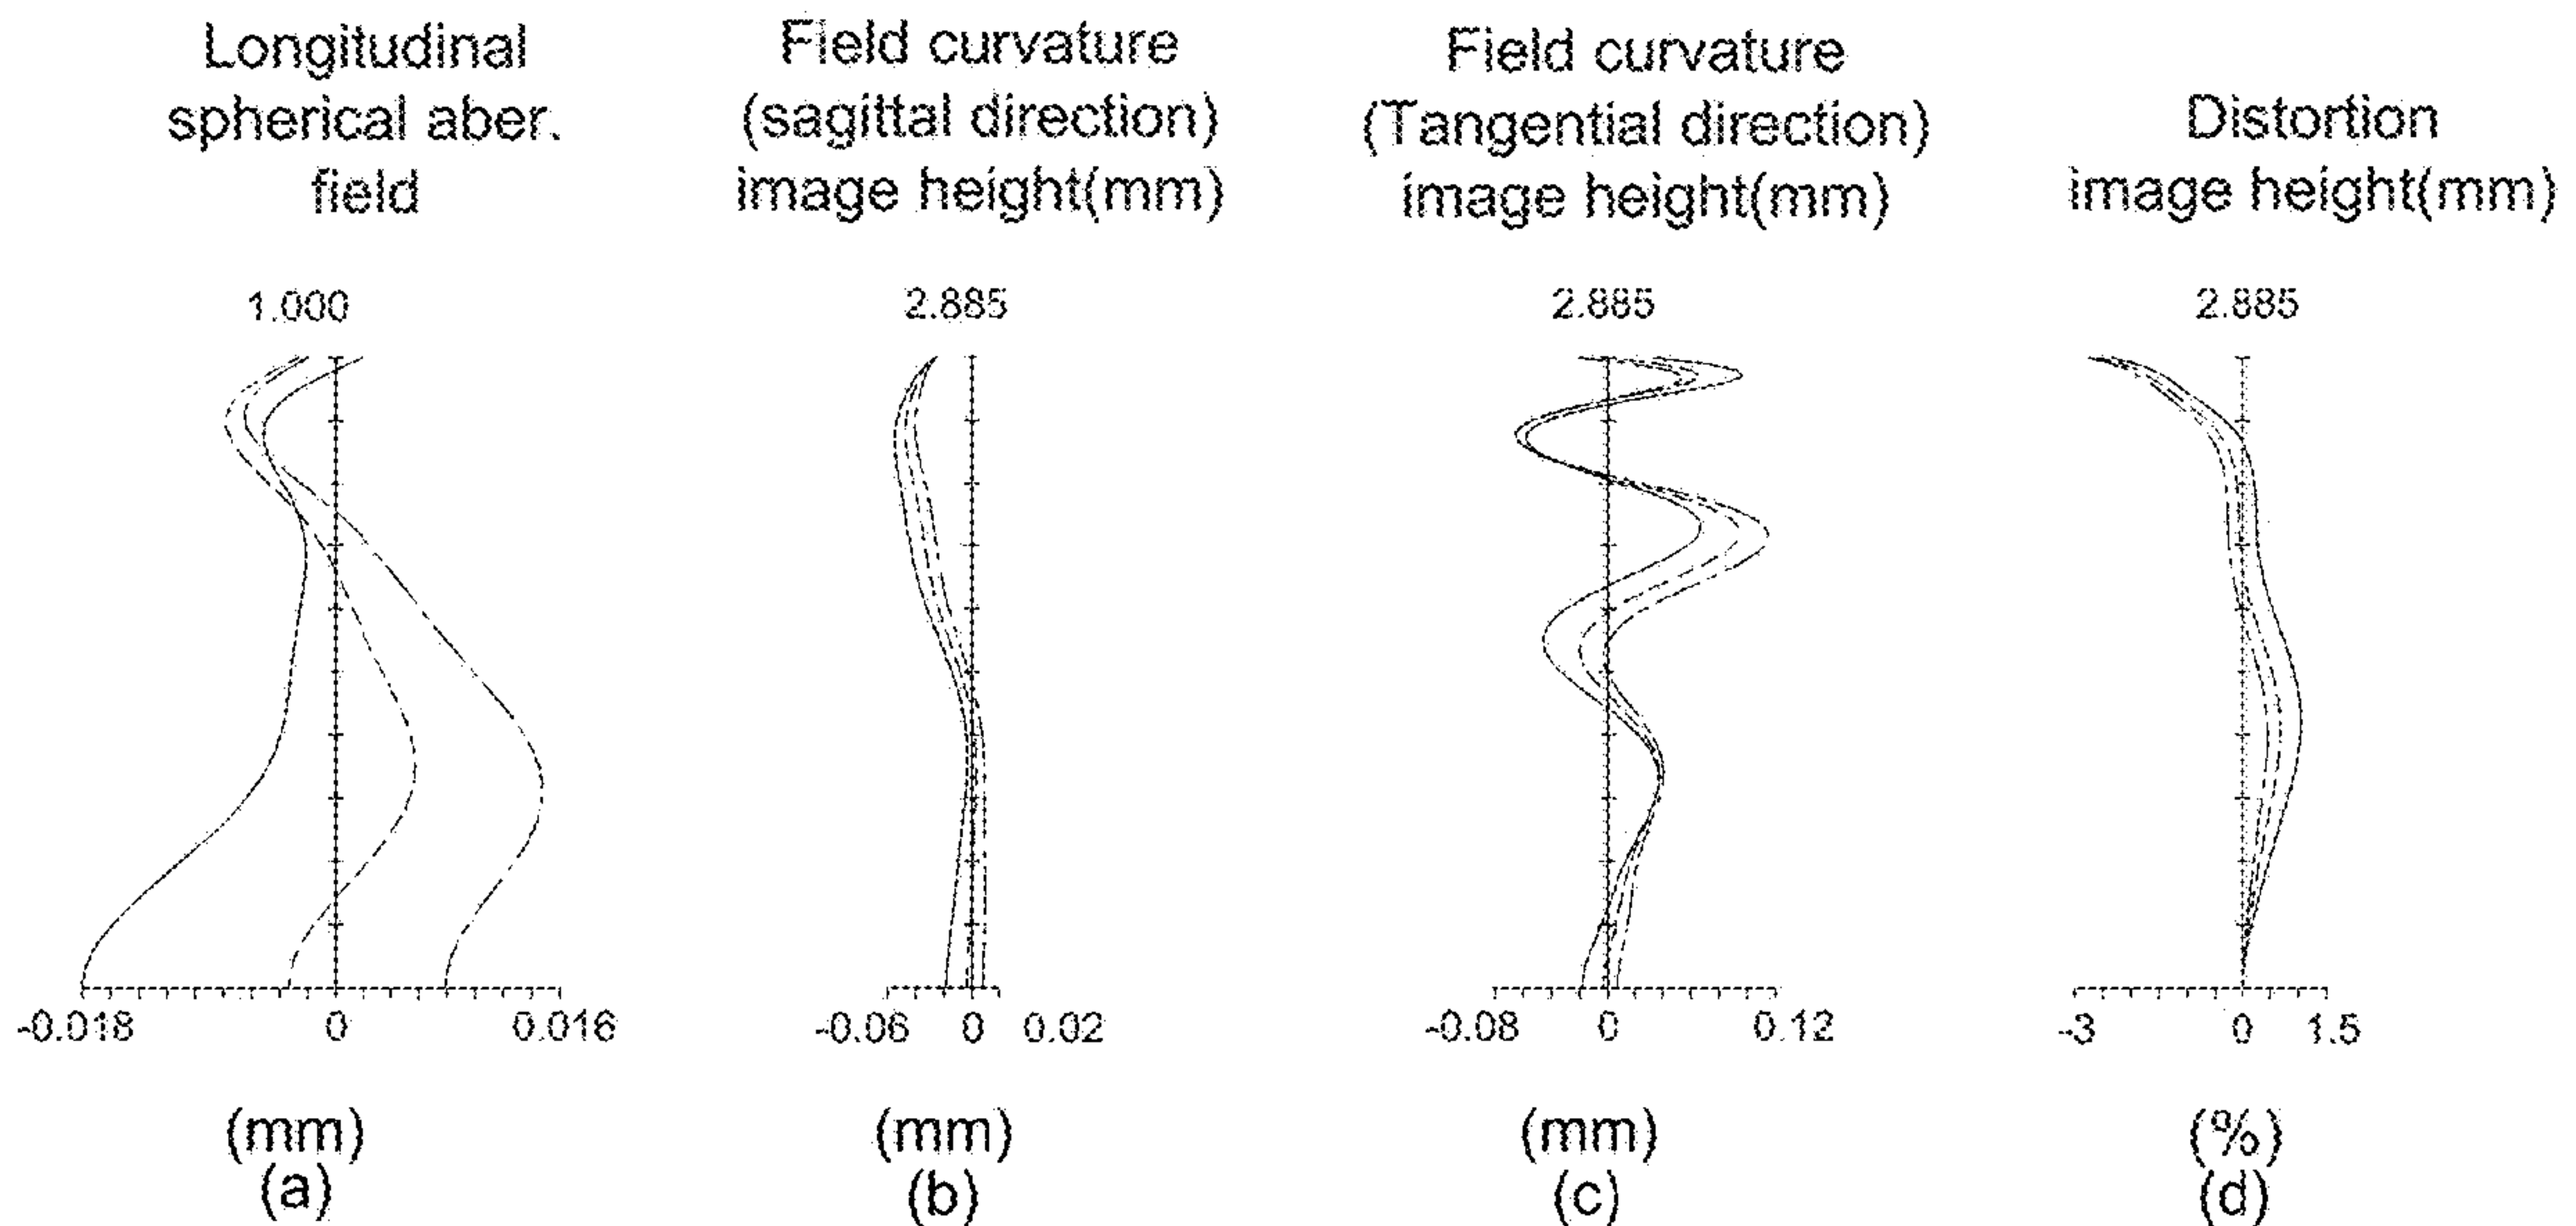 Longitudinal
spherical aber.
field
Field curvature
(sagittal direction)
image height(mm)
Field curvature
(Tangential direction)
image height(mm)
Distortion
image height(mm)
1.000
2.885
2.885
2.885
-0.018 0 0.016
-0.06 0 0.02
-0.08 0 0.12
-3 0 1.5
(mm)
(a)
(mm)
(b)
(mm)
(c)
(%)
(d)